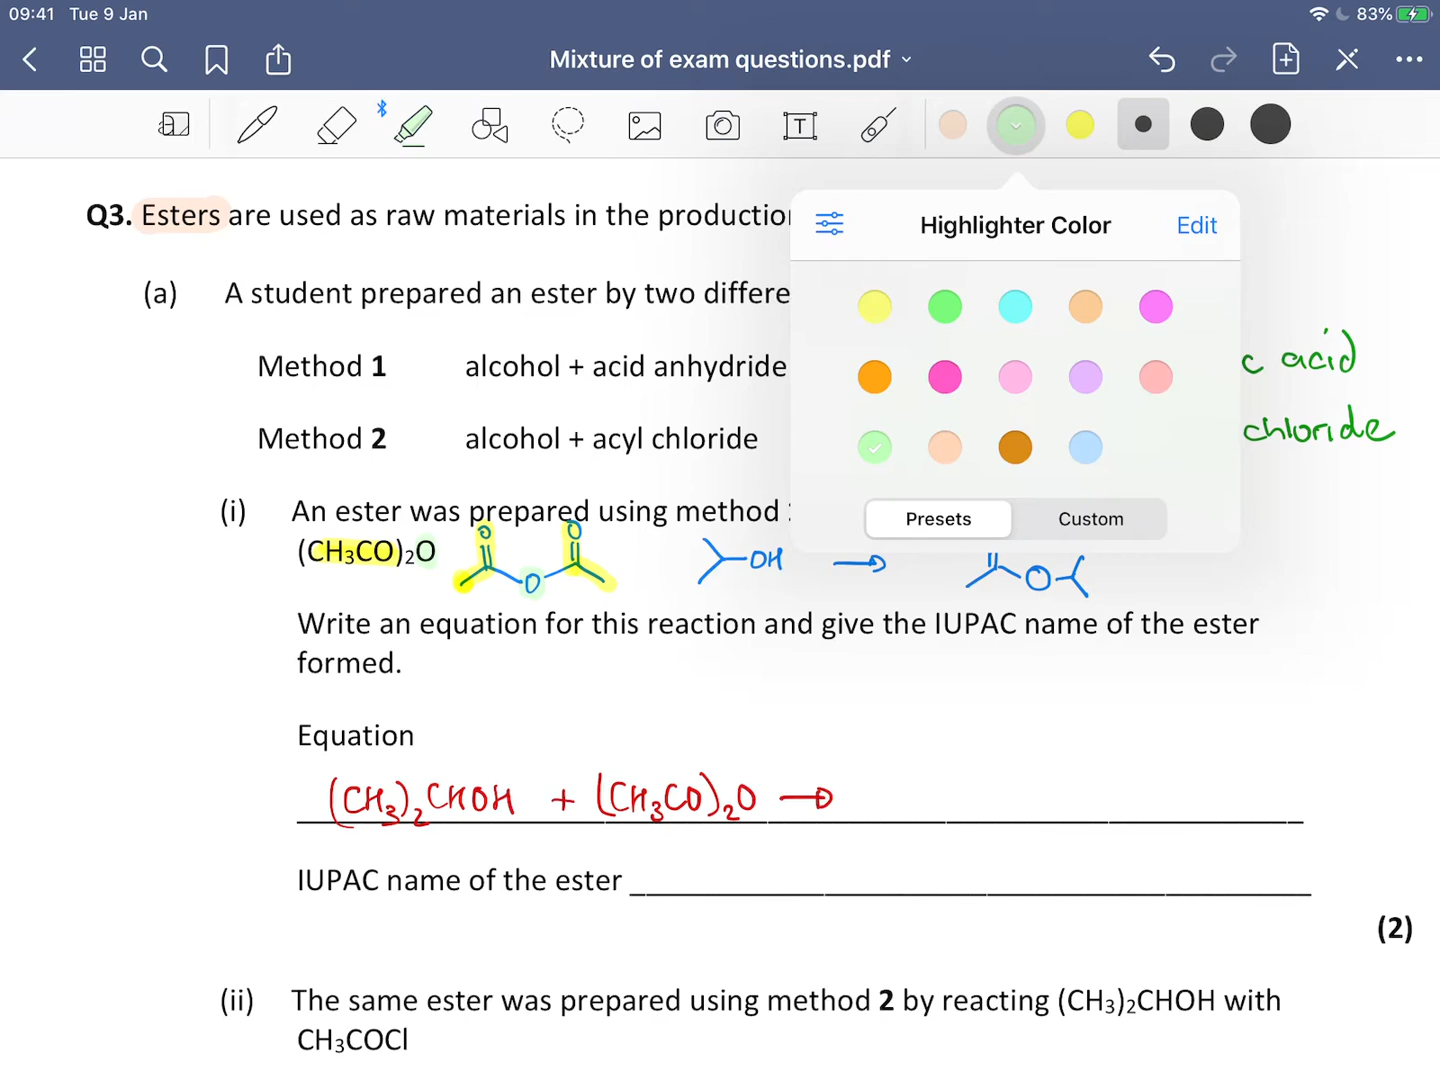 09:41 Tue 9 Jan 83%
Mixture of exam questions.pdf
Q3. Esters are used as raw materials in the
Highlighter Color Edit
(a) A student prepared an ester by two
Method 1 alcohol + acid anhydride
acid
Method 2 alcohol + acyl chloride
chloride
Presets Custom
(i) An ester was prepared using method
(CH₃CO)₂O
O O O OH → O
Write an equation for this reaction and give the IUPAC name of the ester
formed.
Equation
(CH₃)₂CHOH + (CH₃CO)₂O →
IUPAC name of the ester
(2)
(ii) The same ester was prepared using method 2 by reacting (CH₃)₂CHOH with
CH₃COCl